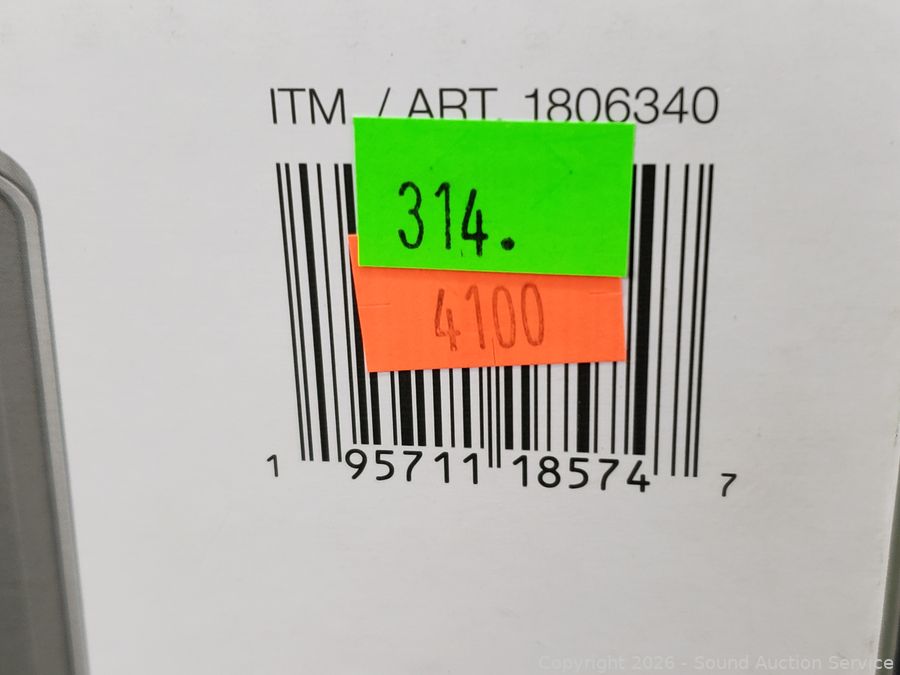 ITM. / ART. 1806340
314.
4100
1 95711 18574 7
Copyright 2026 - Sound Auction Service